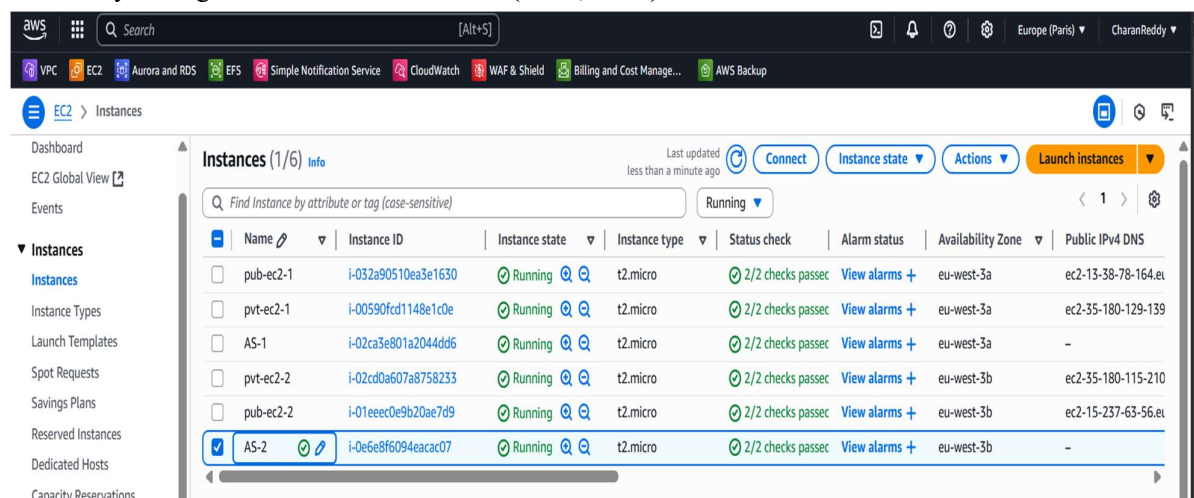 aws
Search [Alt+S] Europe (Paris) ▼ CharanReddy ▼
VPC EC2 Aurora and RDS EFS Simple Notification Service CloudWatch WAF & Shield Billing and Cost Manage... AWS Backup
EC2 > Instances
Dashboard
EC2 Global View
Events
▼ Instances
Instances
Instance Types
Launch Templates
Spot Requests
Savings Plans
Reserved Instances
Dedicated Hosts
Capacity Reservations
Instances (1/6) Info
Last updated
less than a minute ago
Connect Instance state ▼ Actions ▼ Launch instances ▼
Find Instance by attribute or tag (case-sensitive) Running ▼ < 1 >
Name Instance ID Instance state Instance type Status check Alarm status Availability Zone Public IPv4 DNS
pub-ec2-1 i-032a90510ea3e1630 Running t2.micro 2/2 checks passec View alarms + eu-west-3a ec2-13-38-78-164.eu
pvt-ec2-1 i-00590fcd1148e1c0e Running t2.micro 2/2 checks passec View alarms + eu-west-3a ec2-35-180-129-139
AS-1 i-02ca3e801a2044dd6 Running t2.micro 2/2 checks passec View alarms + eu-west-3a –
pvt-ec2-2 i-02cd0a607a8758233 Running t2.micro 2/2 checks passec View alarms + eu-west-3b ec2-35-180-115-210
pub-ec2-2 i-01eeec0e9b20ae7d9 Running t2.micro 2/2 checks passec View alarms + eu-west-3b ec2-15-237-63-56.eu
AS-2 i-0e6e8f6094eacac07 Running t2.micro 2/2 checks passec View alarms + eu-west-3b –